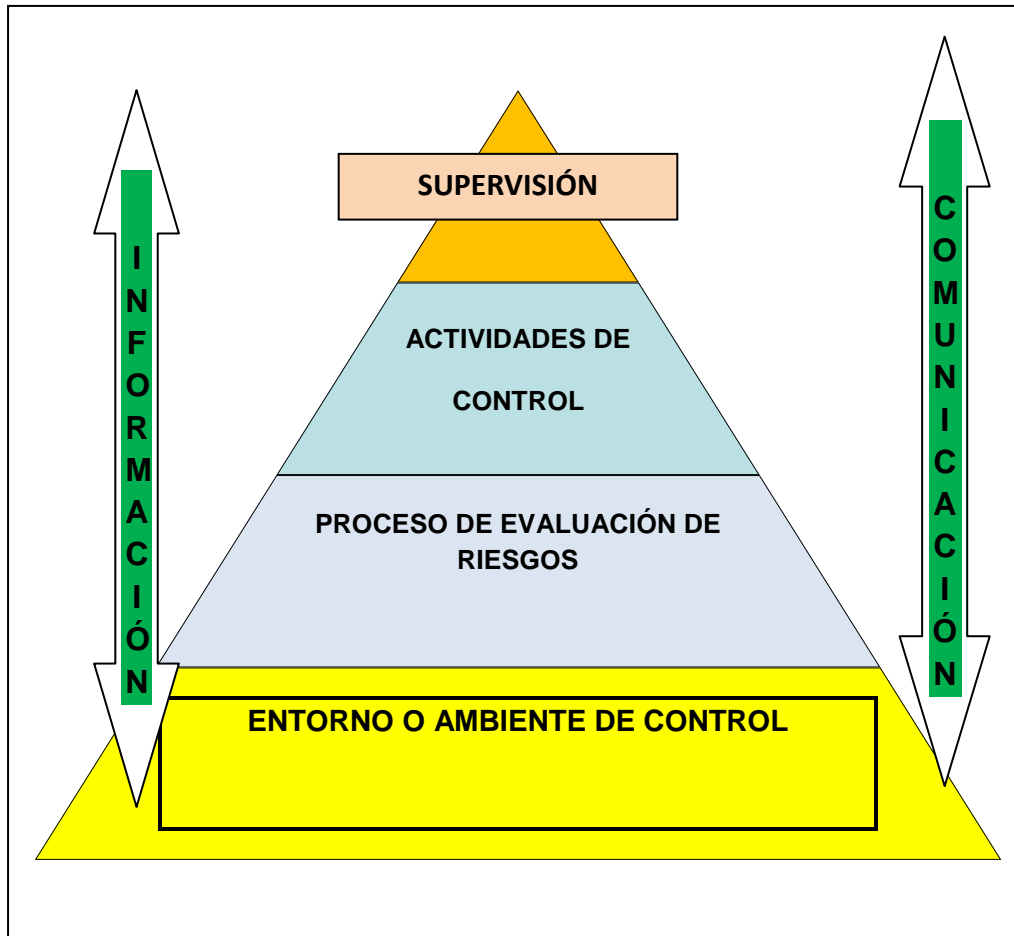 SUPERVISIÓN
ACTIVIDADES DE
CONTROL
PROCESO DE EVALUACIÓN DE
RIESGOS
ENTORNO O AMBIENTE DE CONTROL
INFORMACIÓN
COMUNICACIÓN